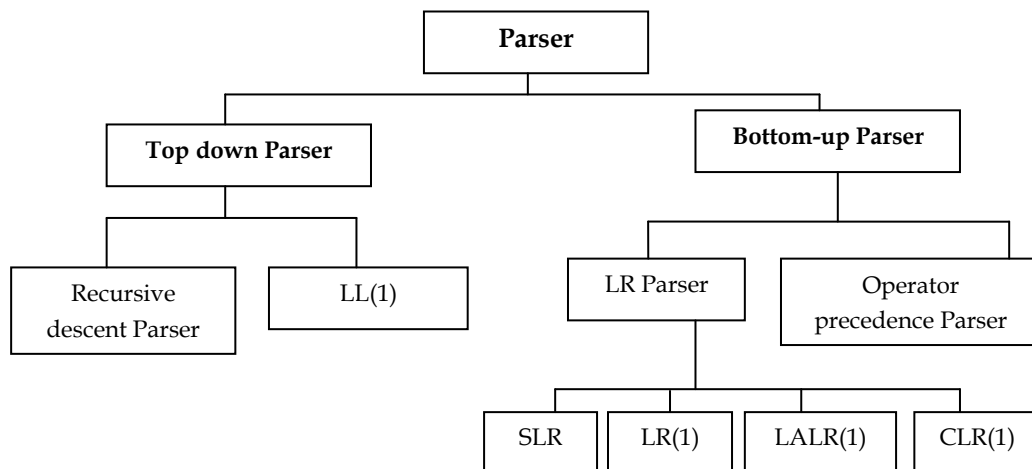 Parser
Top down Parser
Bottom-up Parser
Recursive
descent Parser
LL(1)
LR Parser
Operator
precedence Parser
SLR
LR(1)
LALR(1)
CLR(1)